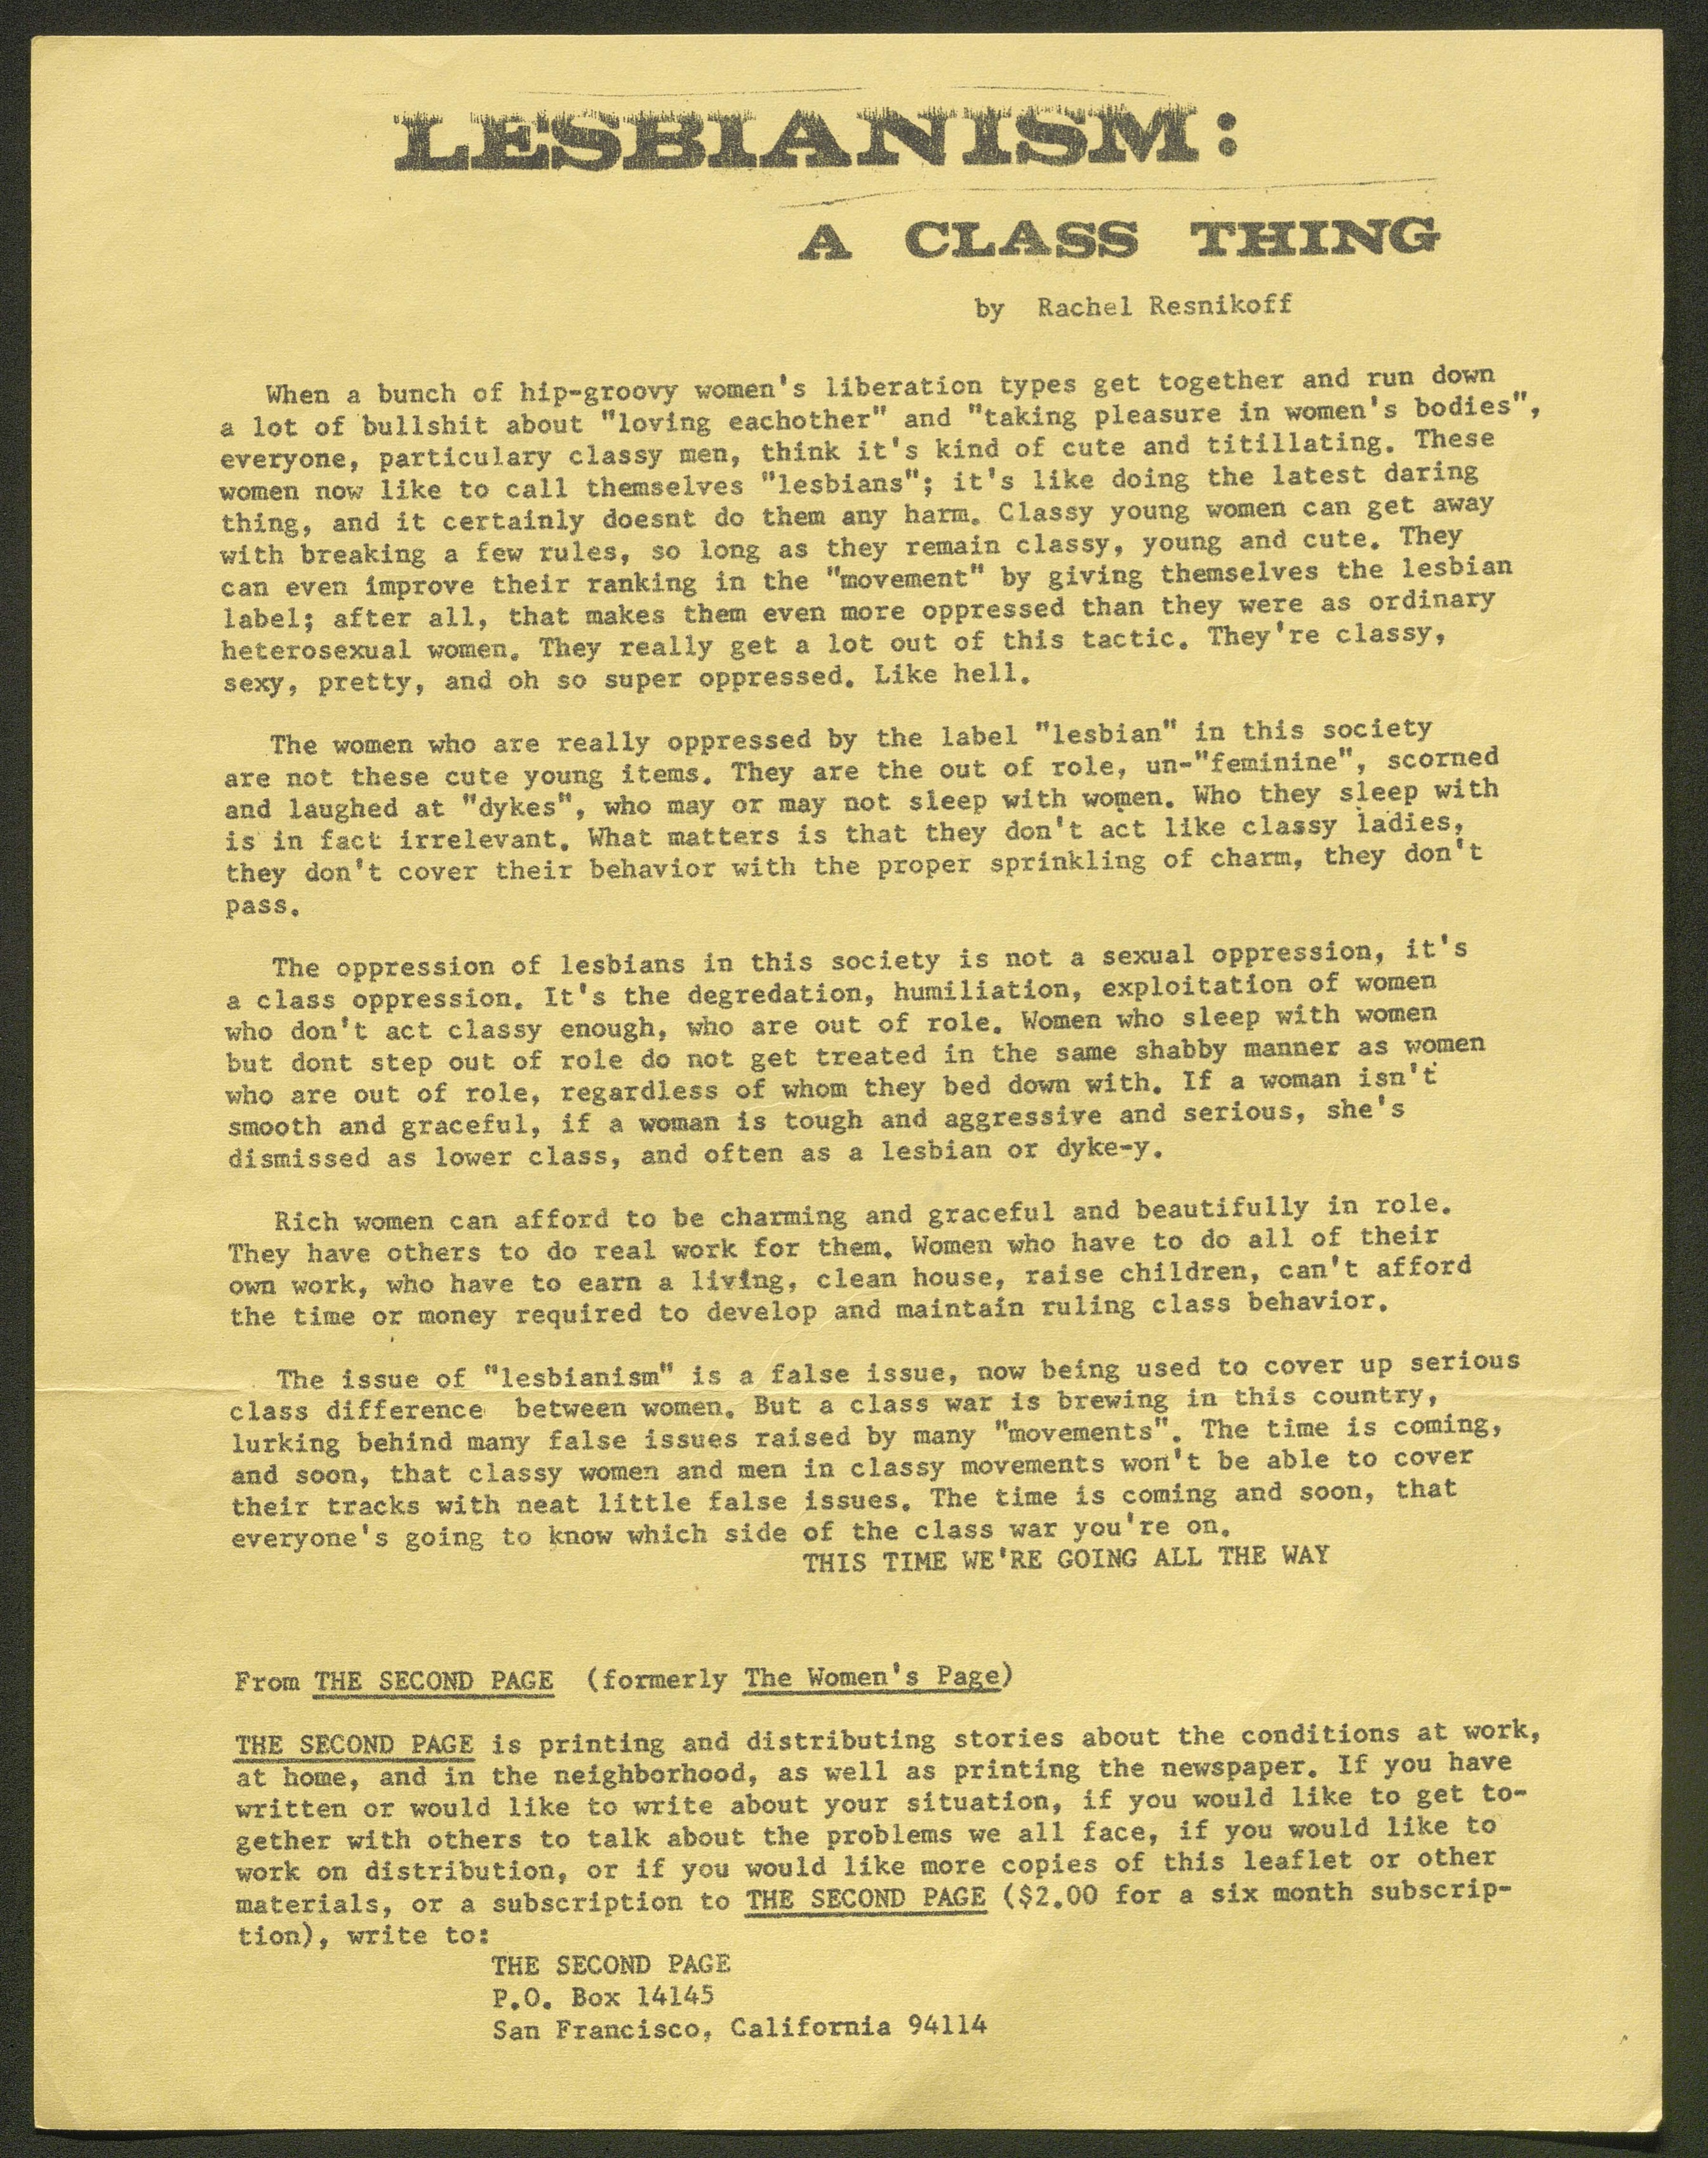 LESBIANISM:
A CLASS THING
by Rachel Resnikoff
When a bunch of hip-groovy women's liberation types get together and run down
a lot of bullshit about "loving eachother" and "taking pleasure in women's bodies",
everyone, particulary classy men, think it's kind of cute and titillating. These
women now like to call themselves "lesbians"; it's like doing the latest daring
thing, and it certainly doesnt do them any harm. Classy young women can get away
with breaking a few rules, so long as they remain classy, young and cute. They
can even improve their ranking in the "movement" by giving themselves the lesbian
label; after all, that makes them even more oppressed than they were as ordinary
heterosexual women. They really get a lot out of this tactic. They're classy,
sexy, pretty, and oh so super oppressed. Like hell.
The women who are really oppressed by the label "lesbian" in this society
are not these cute young items. They are the out of role, un-"feminine", scorned
and laughed at "dykes", who may or may not sleep with women. Who they sleep with
is in fact irrelevant. What matters is that they don't act like classy ladies,
they don't cover their behavior with the proper sprinkling of charm, they don't
pass.
The oppression of lesbians in this society is not a sexual oppression, it's
a class oppression. It's the degredation, humiliation, exploitation of women
who don't act classy enough, who are out of role. Women who sleep with women
but dont step out of role do not get treated in the same shabby manner as women
who are out of role, regardless of whom they bed down with. If a woman isn't
smooth and graceful, if a woman is tough and aggressive and serious, she's
dismissed as lower class, and often as a lesbian or dyke-y.
Rich women can afford to be charming and graceful and beautifully in role.
They have others to do real work for them. Women who have to do all of their
own work, who have to earn a living, clean house, raise children, can't afford
the time or money required to develop and maintain ruling class behavior.
The issue of "lesbianism" is a false issue, now being used to cover up serious
class difference between women. But a class war is brewing in this country,
lurking behind many false issues raised by many "movements". The time is coming,
and soon, that classy women and men in classy movements won't be able to cover
their tracks with neat little false issues. The time is coming and soon, that
everyone's going to know which side of the class war you're on.
THIS TIME WE'RE GOING ALL THE WAY
From THE SECOND PAGE (formerly The Women's Page)
THE SECOND PAGE is printing and distributing stories about the conditions at work,
at home, and in the neighborhood, as well as printing the newspaper. If you have
written or would like to write about your situation, if you would like to get to-
gether with others to talk about the problems we all face, if you would like to
work on distribution, or if you would like more copies of this leaflet or other
materials, or a subscription to THE SECOND PAGE ($2.00 for a six month subscrip-
tion), write to:
THE SECOND PAGE
P.O. Box 14145
San Francisco, California 94114